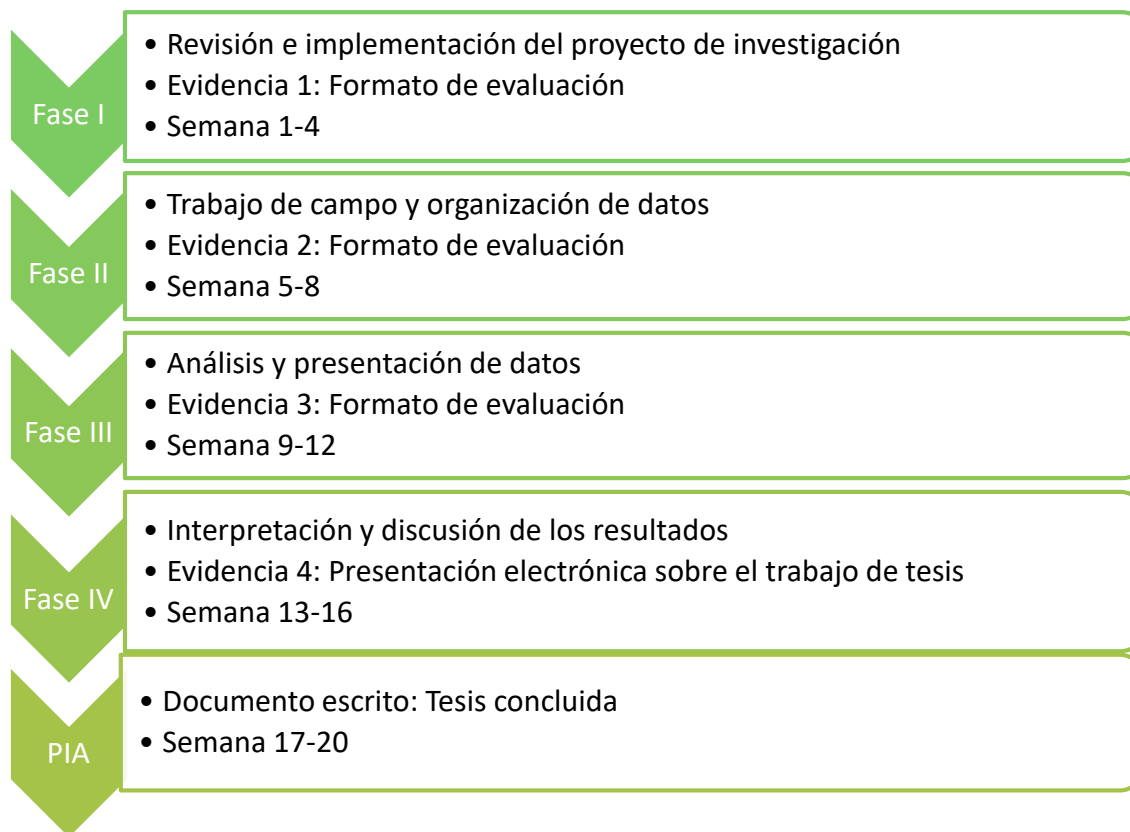 Fase I
• Revisión e implementación del proyecto de investigación
• Evidencia 1: Formato de evaluación
• Semana 1-4
Fase II
• Trabajo de campo y organización de datos
• Evidencia 2: Formato de evaluación
• Semana 5-8
Fase III
• Análisis y presentación de datos
• Evidencia 3: Formato de evaluación
• Semana 9-12
Fase IV
• Interpretación y discusión de los resultados
• Evidencia 4: Presentación electrónica sobre el trabajo de tesis
• Semana 13-16
PIA
• Documento escrito: Tesis concluida
• Semana 17-20